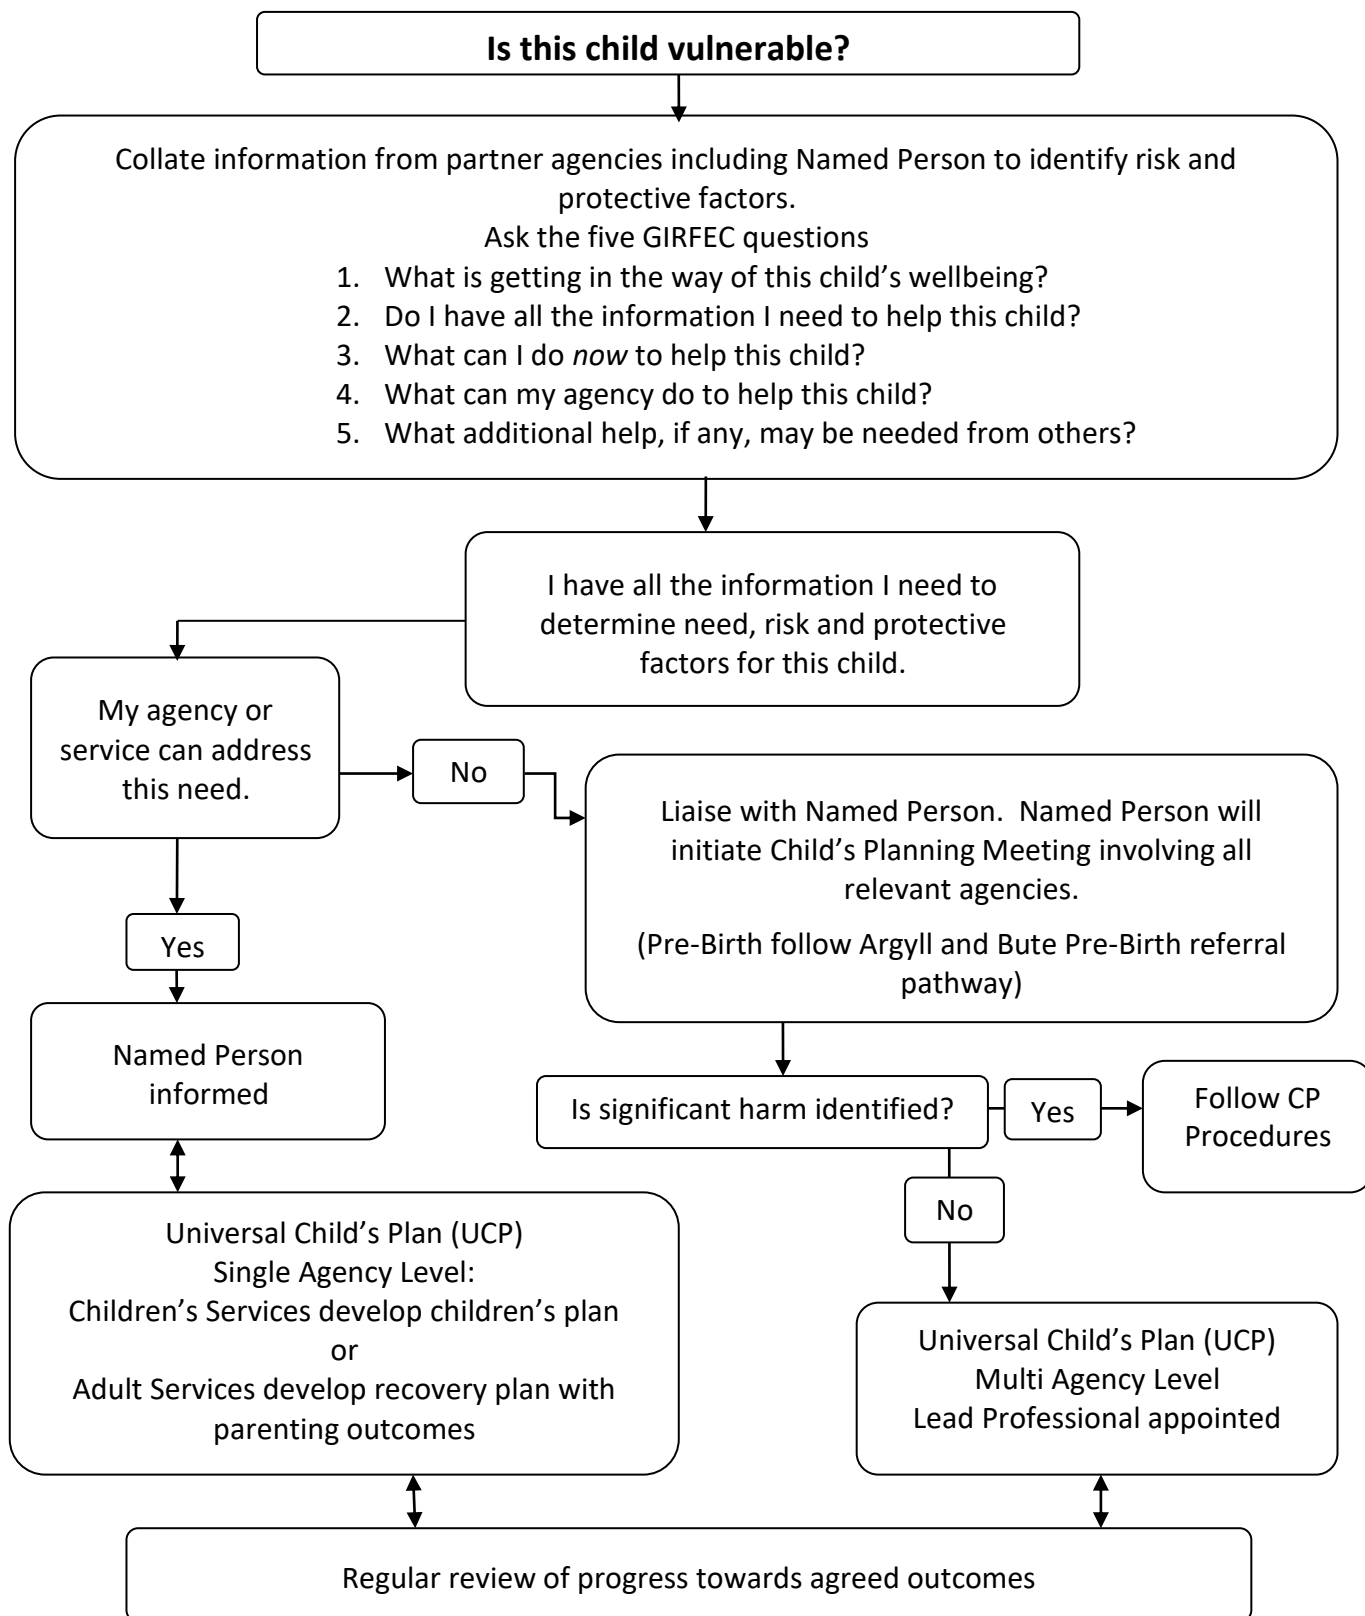 Is this child vulnerable?
Collate information from partner agencies including Named Person to identify risk and
protective factors.
Ask the five GIRFEC questions
1. What is getting in the way of this child’s wellbeing?
2. Do I have all the information I need to help this child?
3. What can I do now to help this child?
4. What can my agency do to help this child?
5. What additional help, if any, may be needed from others?
I have all the information I need to
determine need, risk and protective
factors for this child.
My agency or
service can address
this need.
No
Liaise with Named Person.  Named Person will
initiate Child’s Planning Meeting involving all
relevant agencies.
(Pre-Birth follow Argyll and Bute Pre-Birth referral
pathway)
Yes
Named Person
informed
Is significant harm identified?
Yes
Follow CP
Procedures
No
Universal Child’s Plan (UCP)
Single Agency Level:
Children’s Services develop children’s plan
or
Adult Services develop recovery plan with
parenting outcomes
Universal Child’s Plan (UCP)
Multi Agency Level
Lead Professional appointed
Regular review of progress towards agreed outcomes